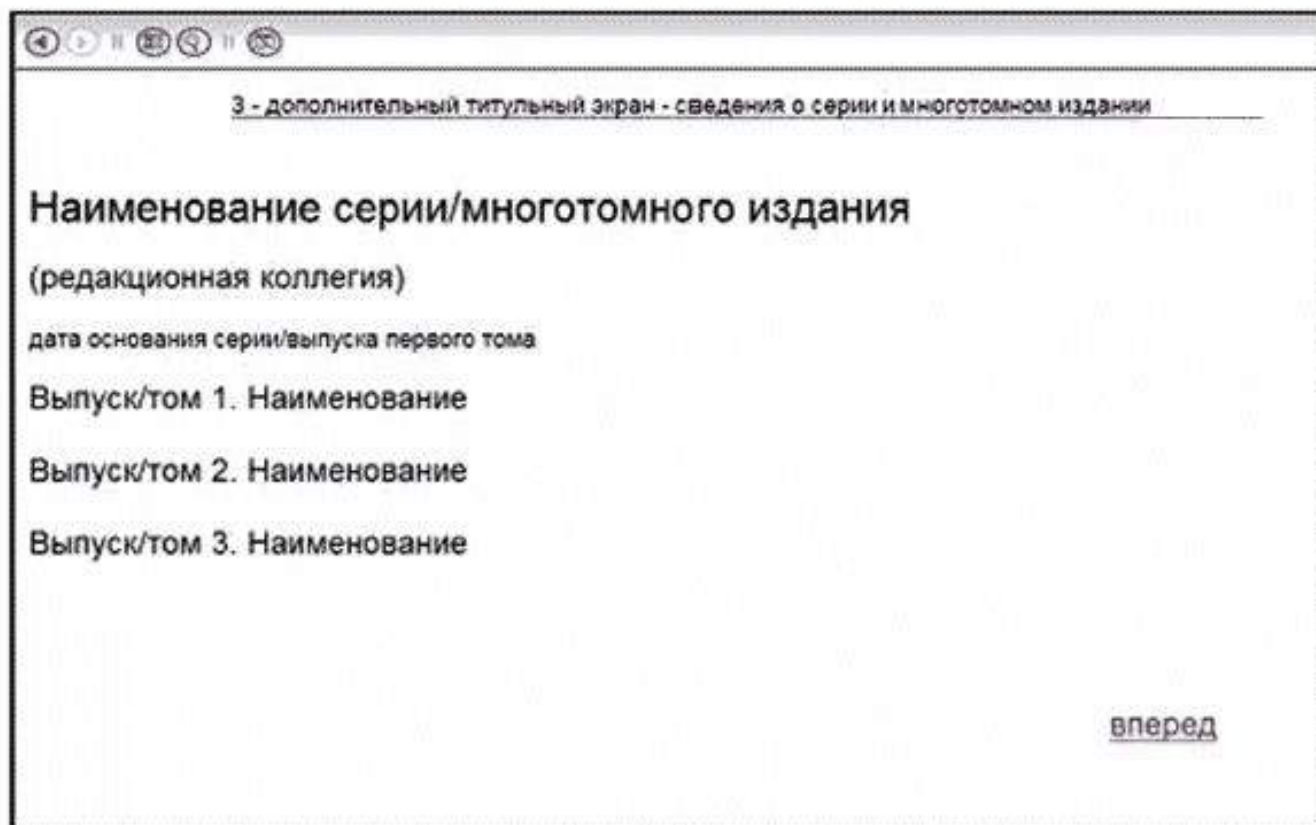 3 - дополнительный титульный экран - сведения о серии и многотомном издании
Наименование серии/многотомного издания
(редакционная коллегия)
дата основания серии/выпуска первого тома
Выпуск/том 1. Наименование
Выпуск/том 2. Наименование
Выпуск/том 3. Наименование
вперед